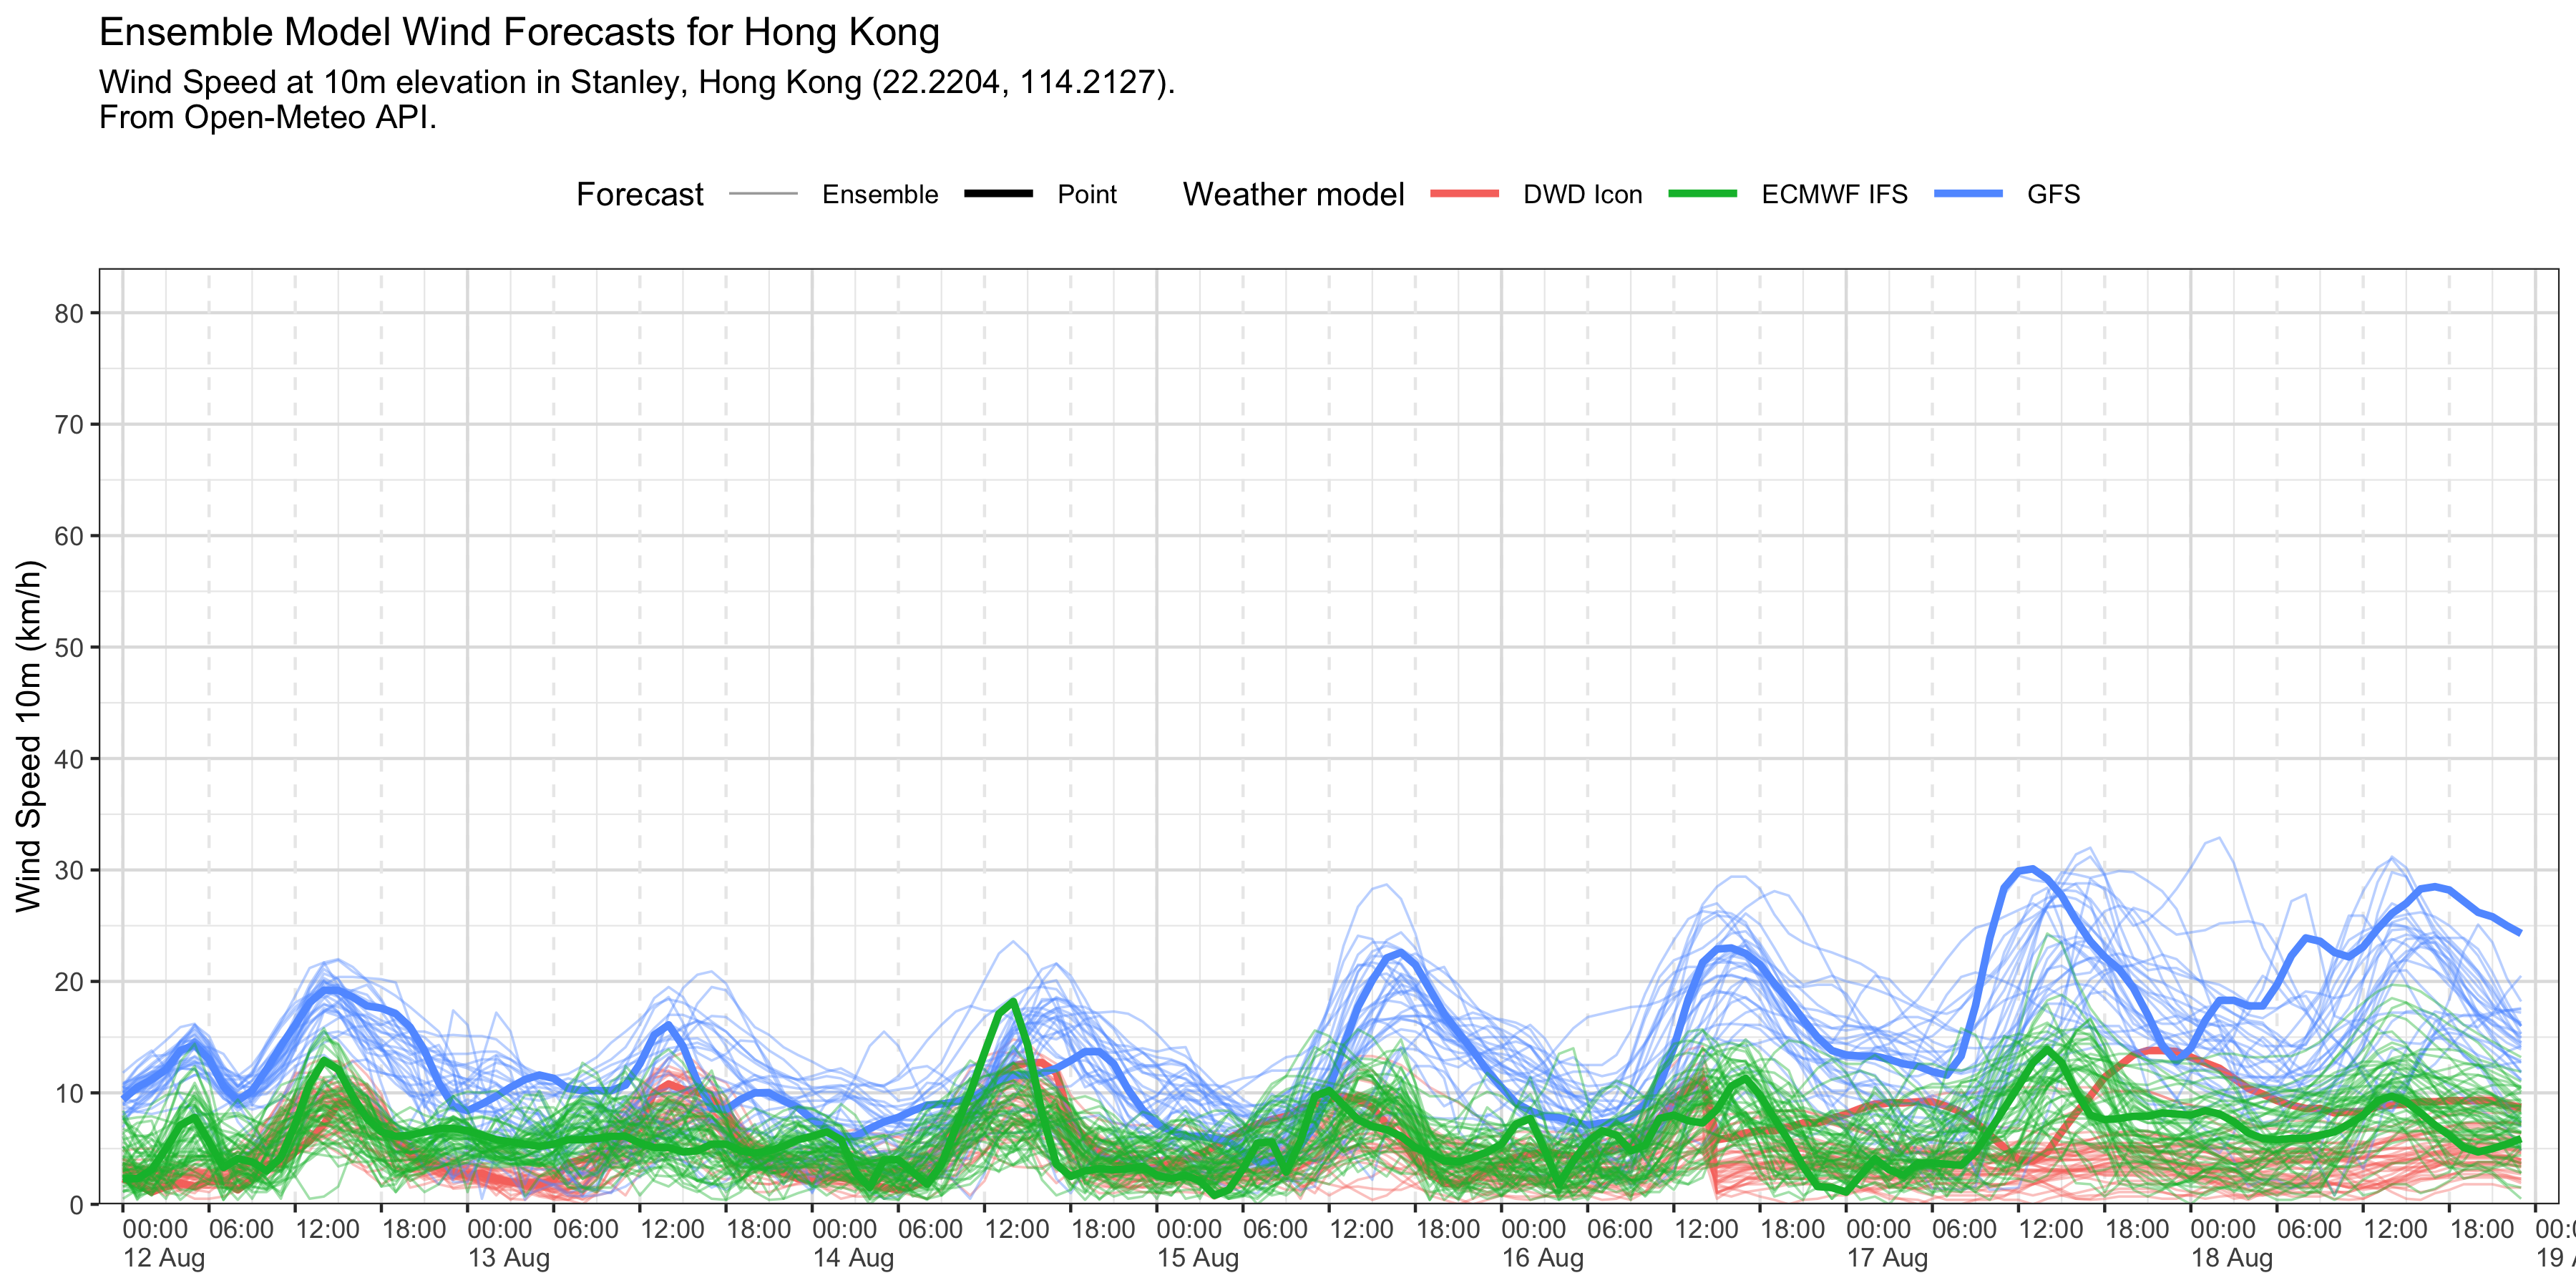 Ensemble Model Wind Forecasts for Hong Kong
Wind Speed at 10m elevation in Stanley, Hong Kong (22.2204, 114.2127).
From Open-Meteo API.
Forecast Ensemble Point Weather model DWD Icon ECMWF IFS GFS
80
70
60
50
40
30
20
10
0
Wind Speed 10m (km/h)
00:00 06:00 12:00 18:00 00:00 06:00 12:00 18:00 00:00 06:00 12:00 18:00 00:00 06:00 12:00 18:00 00:00 06:00 12:00 18:00 00:00 06:00 12:00 18:00 00:00 06:00 12:00 18:00 00:0
12 Aug 13 Aug 14 Aug 15 Aug 16 Aug 17 Aug 18 Aug 19